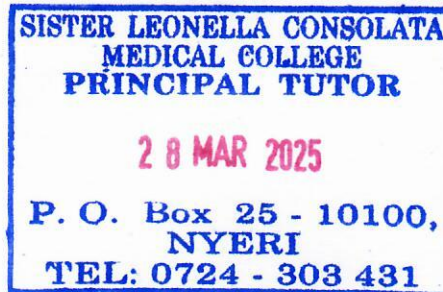 SISTER LEONELLA CONSOLATA
MEDICAL COLLEGE
PRINCIPAL TUTOR
28 MAR 2025
P. O. Box 25 - 10100,
NYERI
TEL: 0724 - 303 431